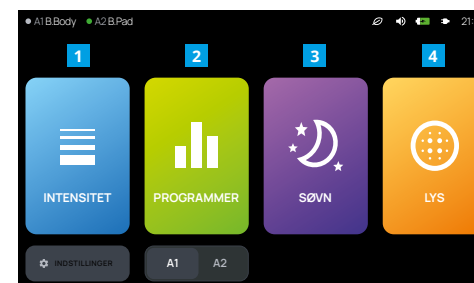 A1 B.Body A2 B.Pad 21:
1 2 3 4
INTENSITET PROGRAMMER SØVN LYS
INDSTILLINGER A1 A2